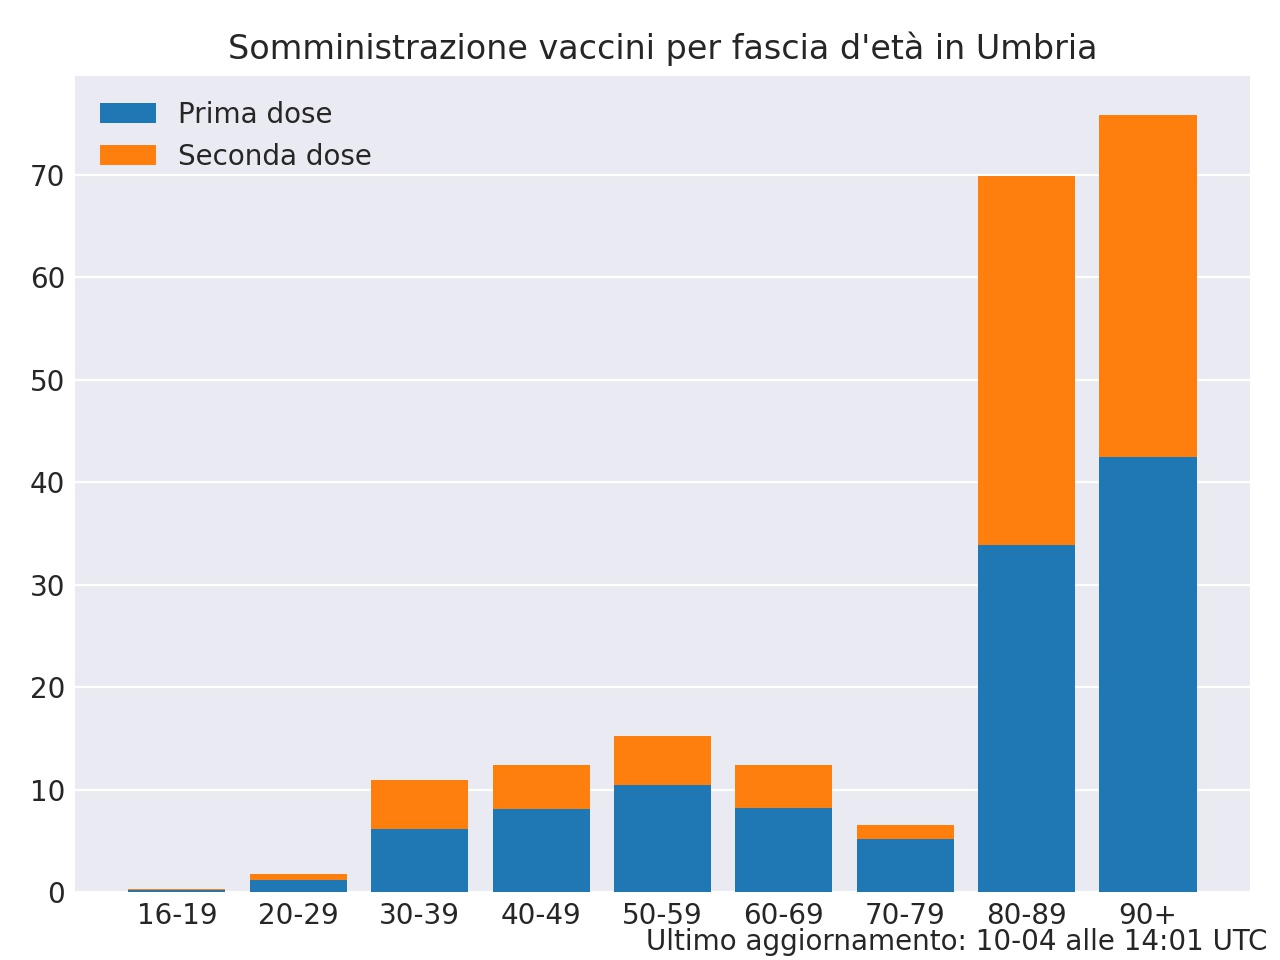 Somministrazione vaccini per fascia d'età in Umbria
Prima dose
Seconda dose
70
60
50
40
30
20
10
0
16-19 20-29 30-39 40-49 50-59 60-69 70-79 80-89 90+
Ultimo aggiornamento: 10-04 alle 14:01 UTC